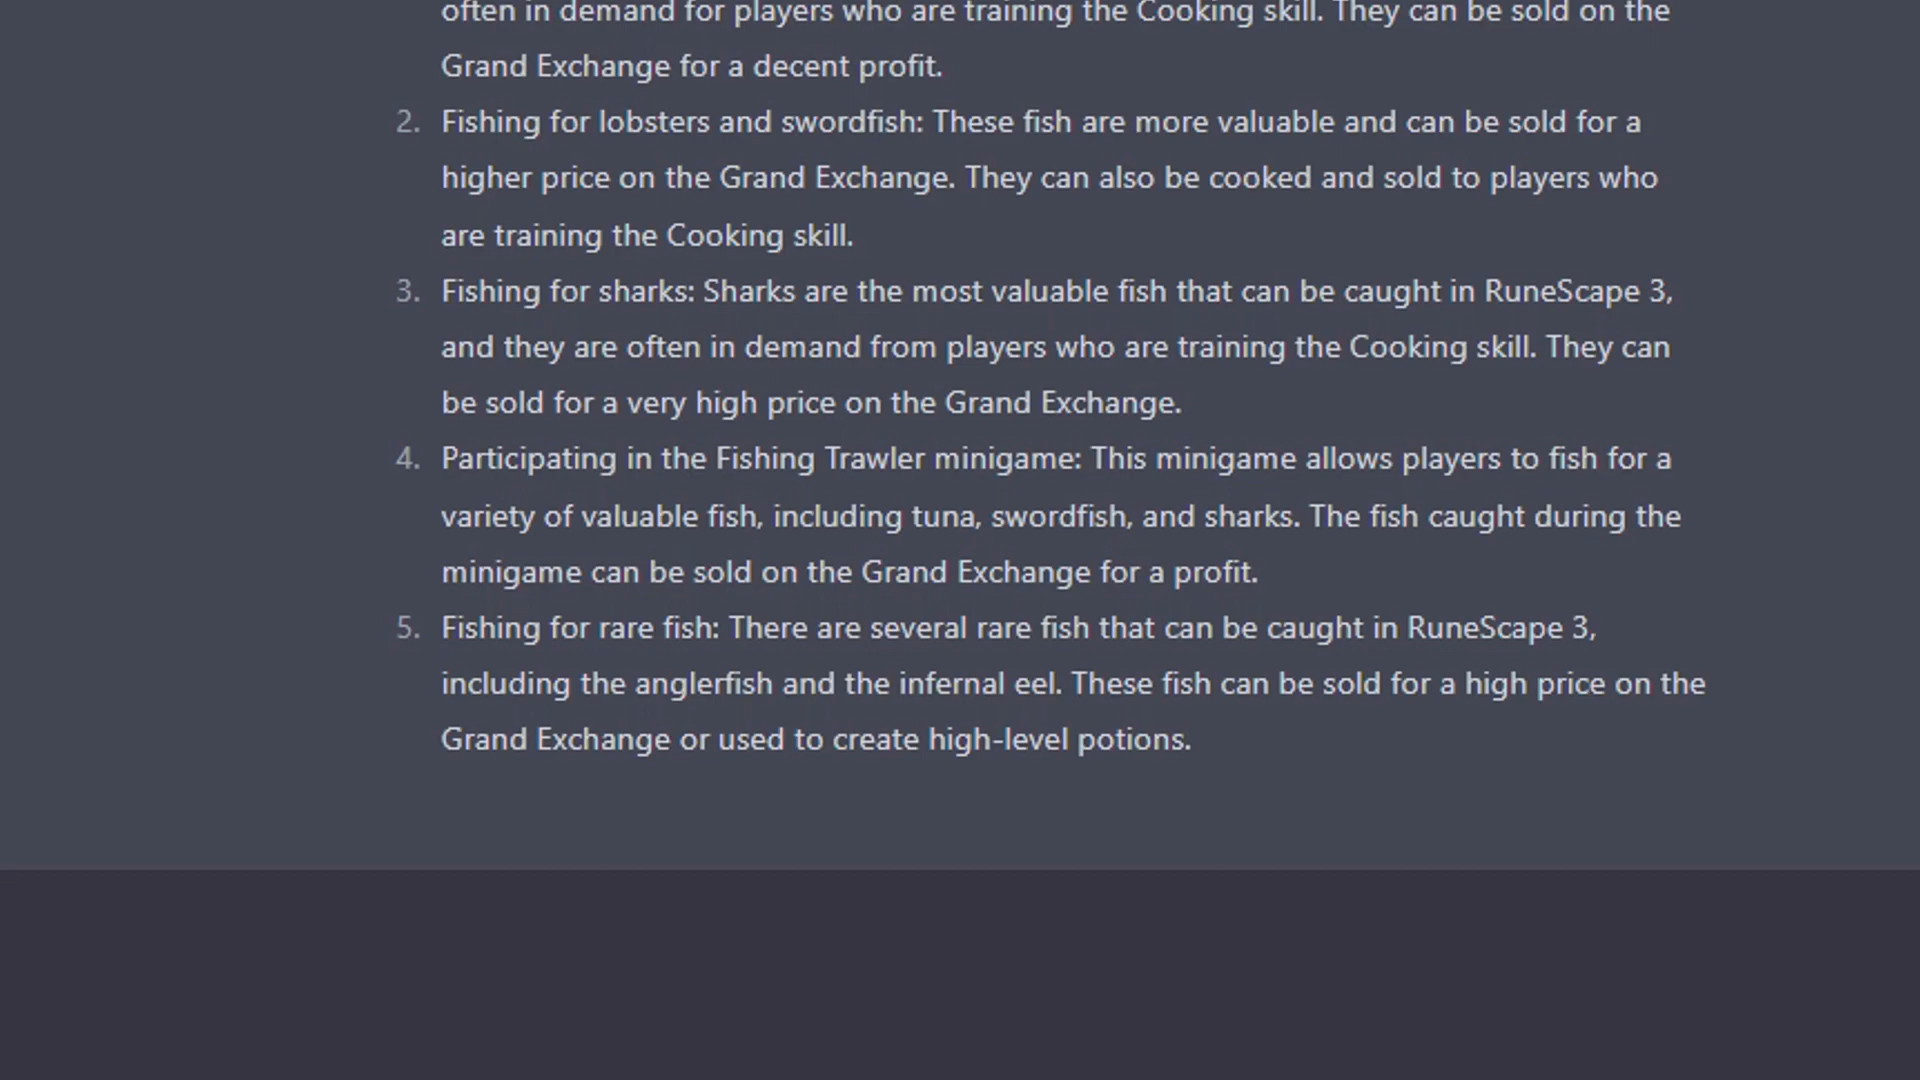 often in demand for players who are training the Cooking skill. They can be sold on the
Grand Exchange for a decent profit.
2. Fishing for lobsters and swordfish: These fish are more valuable and can be sold for a
higher price on the Grand Exchange. They can also be cooked and sold to players who
are training the Cooking skill.
3. Fishing for sharks: Sharks are the most valuable fish that can be caught in RuneScape 3,
and they are often in demand from players who are training the Cooking skill. They can
be sold for a very high price on the Grand Exchange.
4. Participating in the Fishing Trawler minigame: This minigame allows players to fish for a
variety of valuable fish, including tuna, swordfish, and sharks. The fish caught during the
minigame can be sold on the Grand Exchange for a profit.
5. Fishing for rare fish: There are several rare fish that can be caught in RuneScape 3,
including the anglerfish and the infernal eel. These fish can be sold for a high price on the
Grand Exchange or used to create high-level potions.